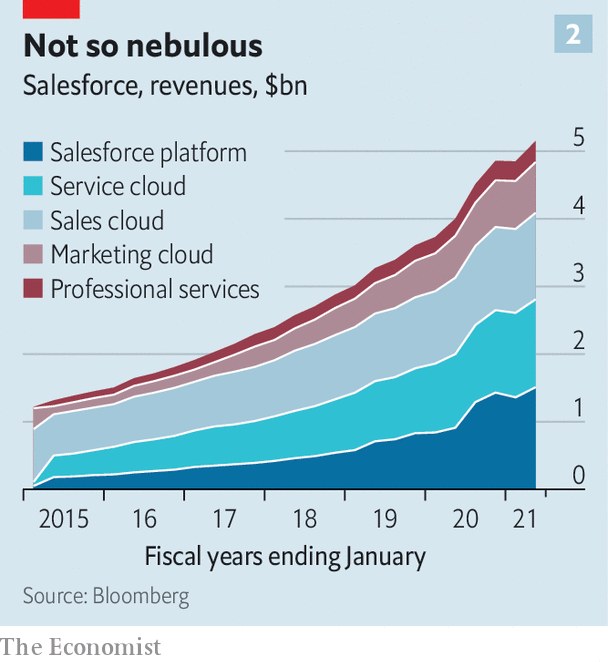 Not so nebulous
2
Salesforce, revenues, $bn
Salesforce platform
Service cloud
Sales cloud
Marketing cloud
Professional services
5
4
3
2
1
0
2015 16 17 18 19 20 21
Fiscal years ending January
Source: Bloomberg
The Economist